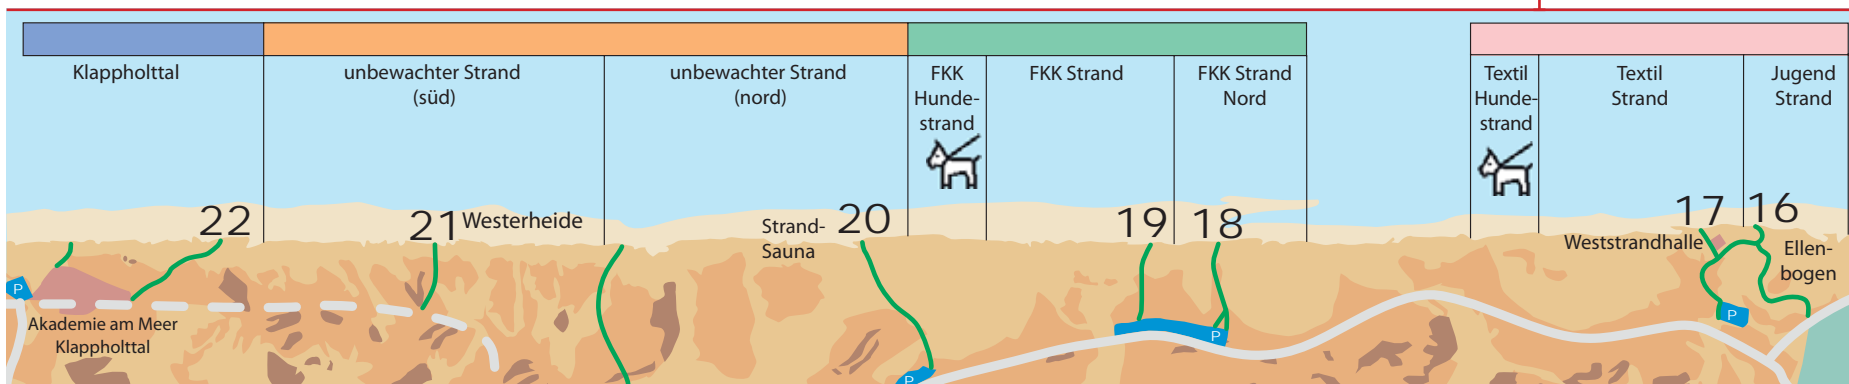 Klappholttal
unbewachter Strand
(süd)
unbewachter Strand
(nord)
FKK
Hunde-
strand
FKK Strand
FKK Strand
Nord
Textil
Hunde-
strand
Textil
Strand
Jugend
Strand
22
21
Westerheide
Strand-
Sauna
20
19
18
17
16
Weststrandhalle
Ellen-
bogen
P
Akademie am Meer
Klappholttal
P
P
P